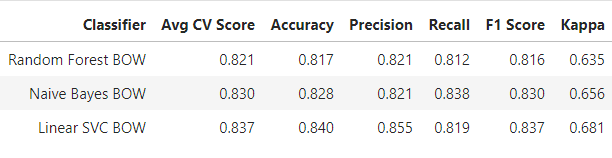 Classifier Avg CV Score Accuracy Precision Recall F1 Score Kappa
Random Forest BOW 0.821 0.817 0.821 0.812 0.816 0.635
Naive Bayes BOW 0.830 0.828 0.821 0.838 0.830 0.656
Linear SVC BOW 0.837 0.840 0.855 0.819 0.837 0.681